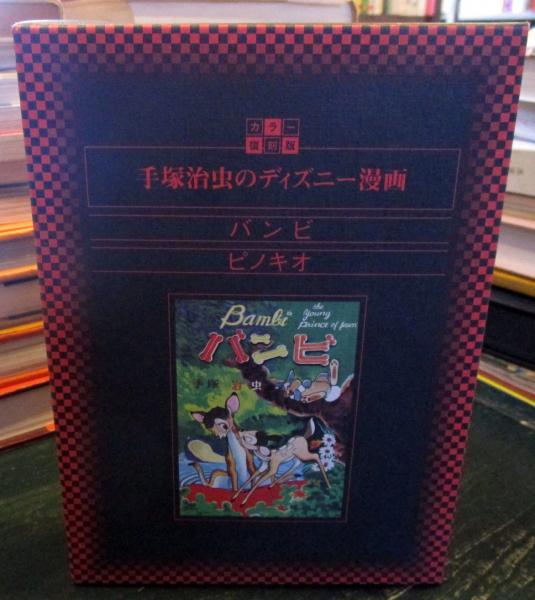 カラー
復刻版
手塚治虫のディズニー漫画
バンビ
ピノキオ
Bambi
the
young
prince of fawn
バンビ
手塚治虫